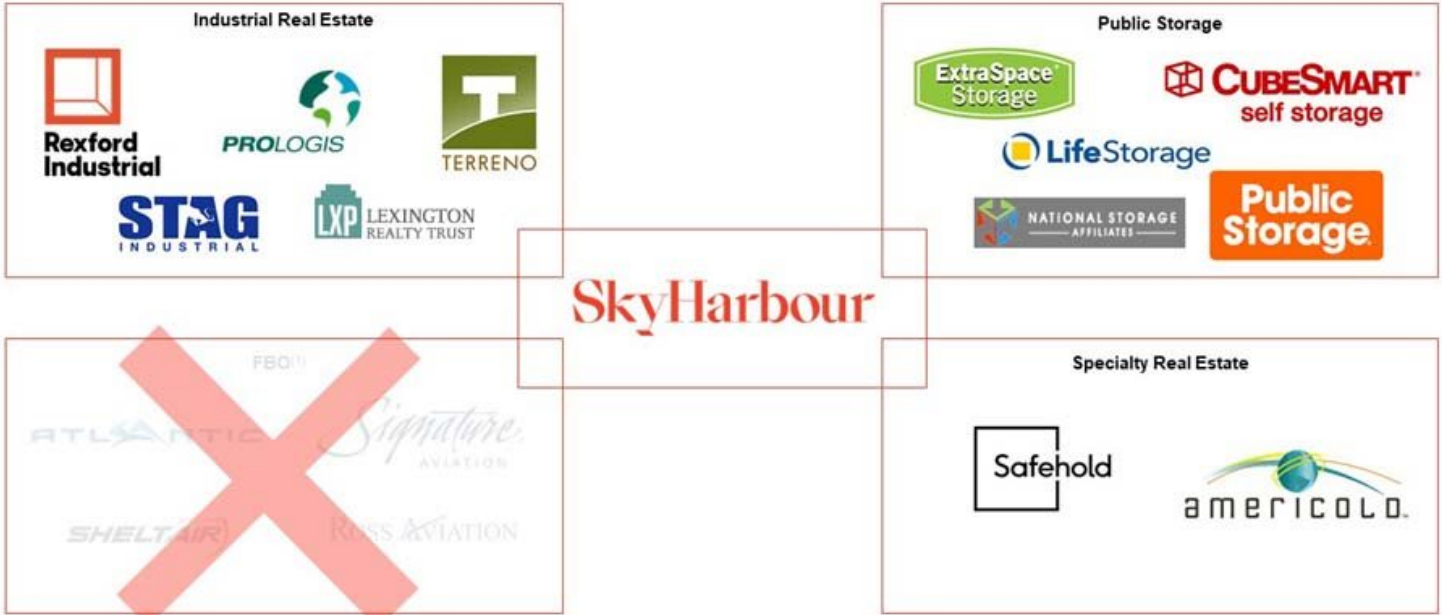 Industrial Real Estate
Rexford
Industrial
PROLOGIS
TERRENO
STAG
INDUSTRIAL
LXP LEXINGTON
REALTY TRUST
Public Storage
ExtraSpace
Storage
CUBESMART
self storage
LifeStorage
NATIONAL STORAGE
AFFILIATES
Public
Storage
SkyHarbour
FBO(1)
ATLANTIC
Signature
AVIATION
SHELTAIR
ROSS AVIATION
Specialty Real Estate
Safehold
americold™